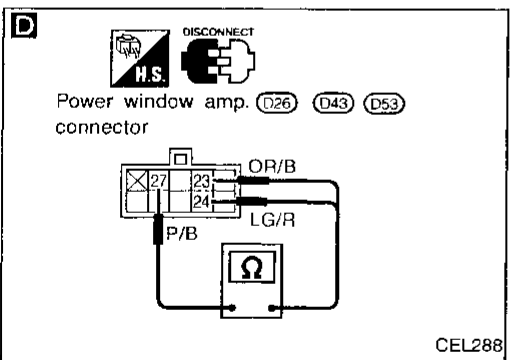 D
DISCONNECT
H.S.
Power window amp. D26 D43 D53
connector
27 23 OR/B
24 LG/R
P/B
Ω
CEL288